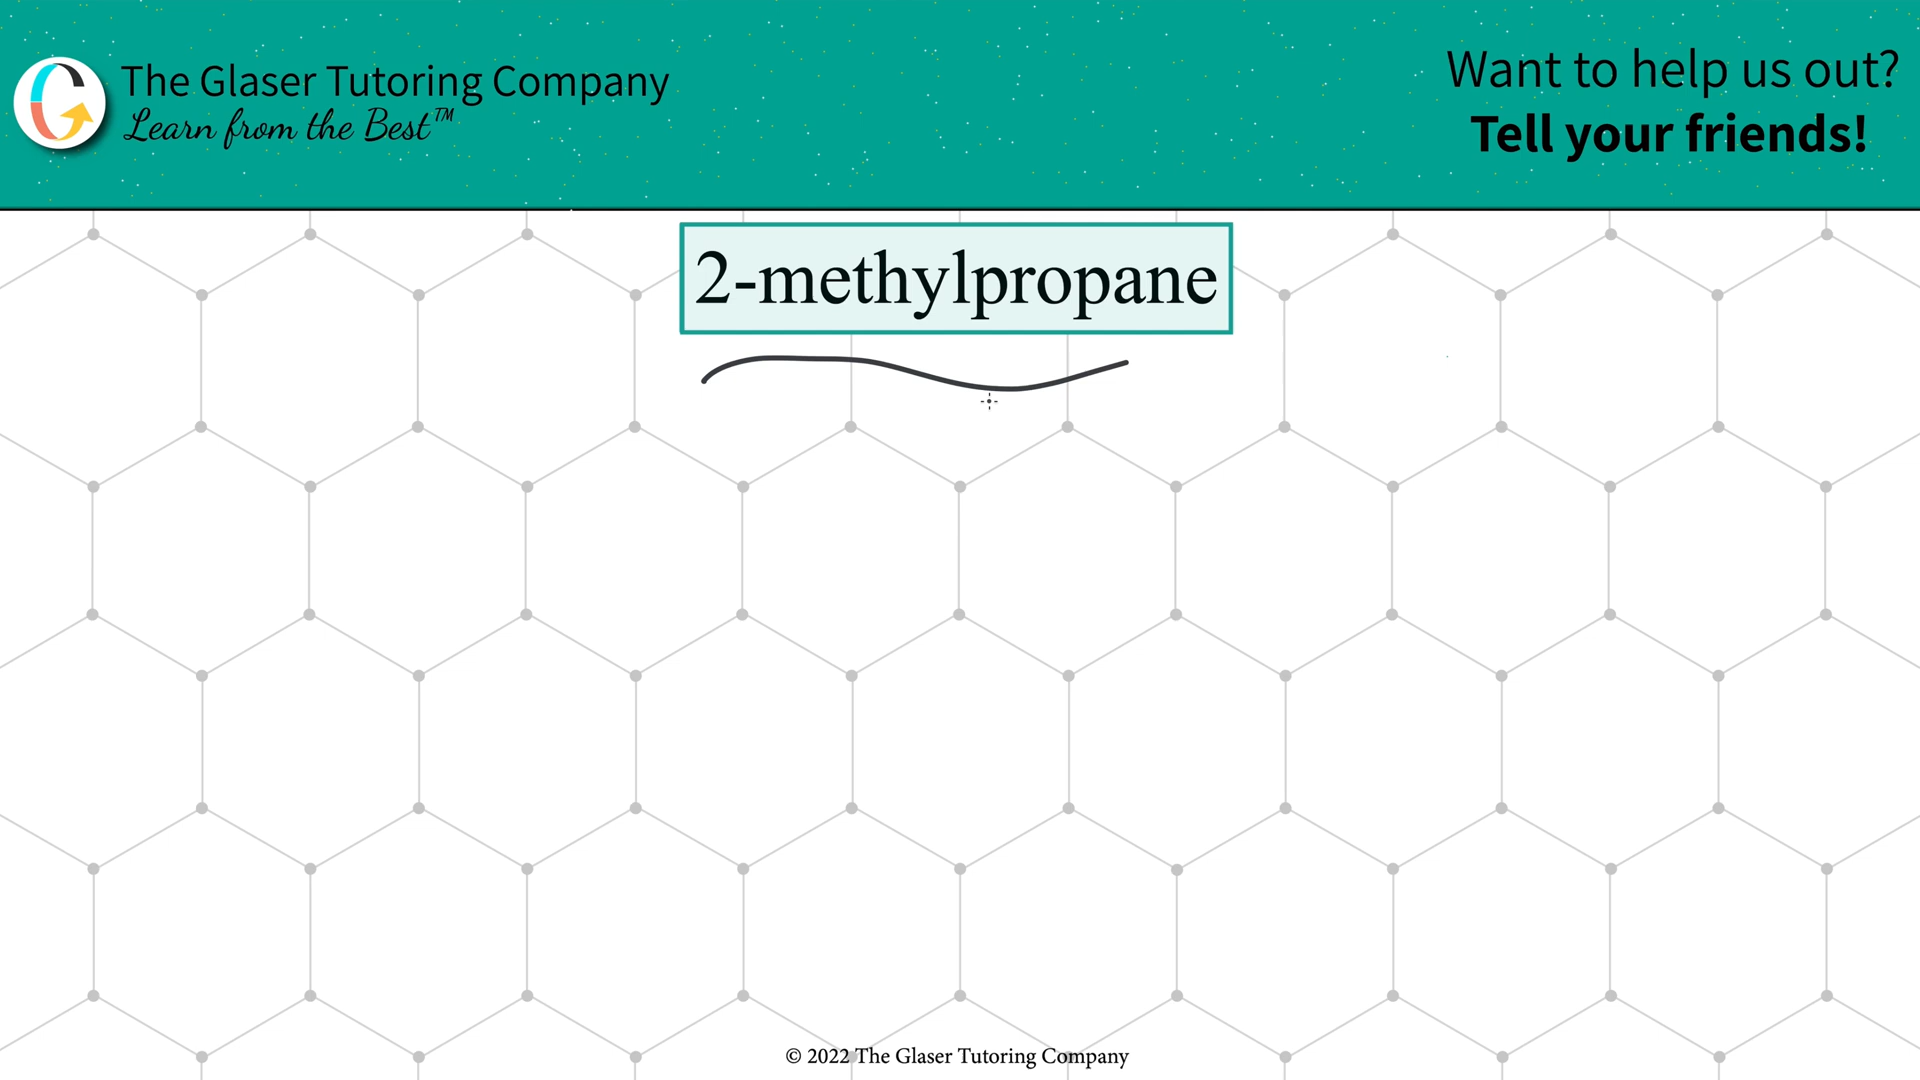 The Glaser Tutoring Company
Learn from the Best™
Want to help us out?
Tell your friends!
2-methylpropane
© 2022 The Glaser Tutoring Company